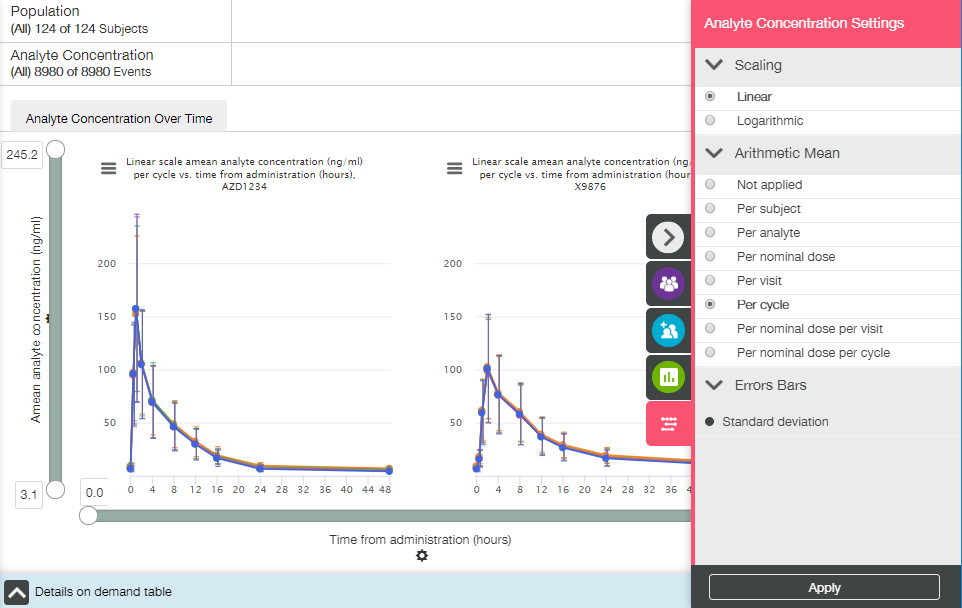 Population
(All) 124 of 124 Subjects
Analyte Concentration
(All) 8980 of 8980 Events
Analyte Concentration Over Time
245.2
3.1
Amean analyte concentration (ng/ml)
Linear scale amean analyte concentration (ng/ml)
per cycle vs. time from administration (hours),
AZD1234
200
150
100
50
0 4 8 12 16 20 24 28 32 36 40 44 48
Linear scale amean analyte concentration (ng
per cycle vs. time from administration (hour
X9876
200
150
100
50
0 4 8 12 16 20 24 28 32 36 4
0.0
Time from administration (hours)
Details on demand table
Analyte Concentration Settings
Scaling
Linear
Logarithmic
Arithmetic Mean
Not applied
Per subject
Per analyte
Per nominal dose
Per visit
Per cycle
Per nominal dose per visit
Per nominal dose per cycle
Errors Bars
Standard deviation
Apply